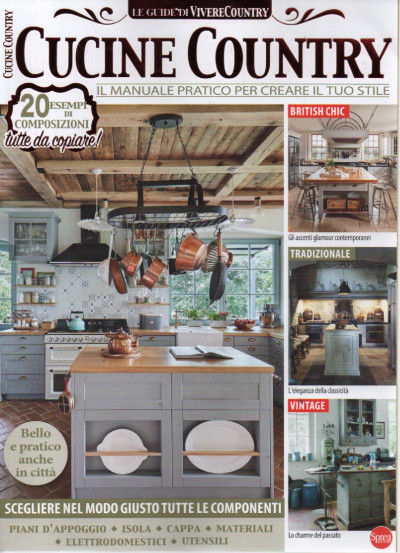 LE GUIDE DI VIVERECOUNTRY
CUCINE COUNTRY
CUCINE COUNTRY
IL MANUALE PRATICO PER CREARE IL TUO STILE
20 ESEMPI
DI
COMPOSIZIONI
tutte da copiare!
BRITISH CHIC
Gli accenti glamour contemporanei
TRADIZIONALE
L'eleganza della classicità
VINTAGE
Lo charme del passato
Bello
e pratico
anche
in città
SCEGLIERE NEL MODO GIUSTO TUTTE LE COMPONENTI
PIANI D'APPOGGIO ◆ ISOLA ◆ CAPPA ◆ MATERIALI
◆ ELETTRODOMESTICI ◆ UTENSILI
Sprea